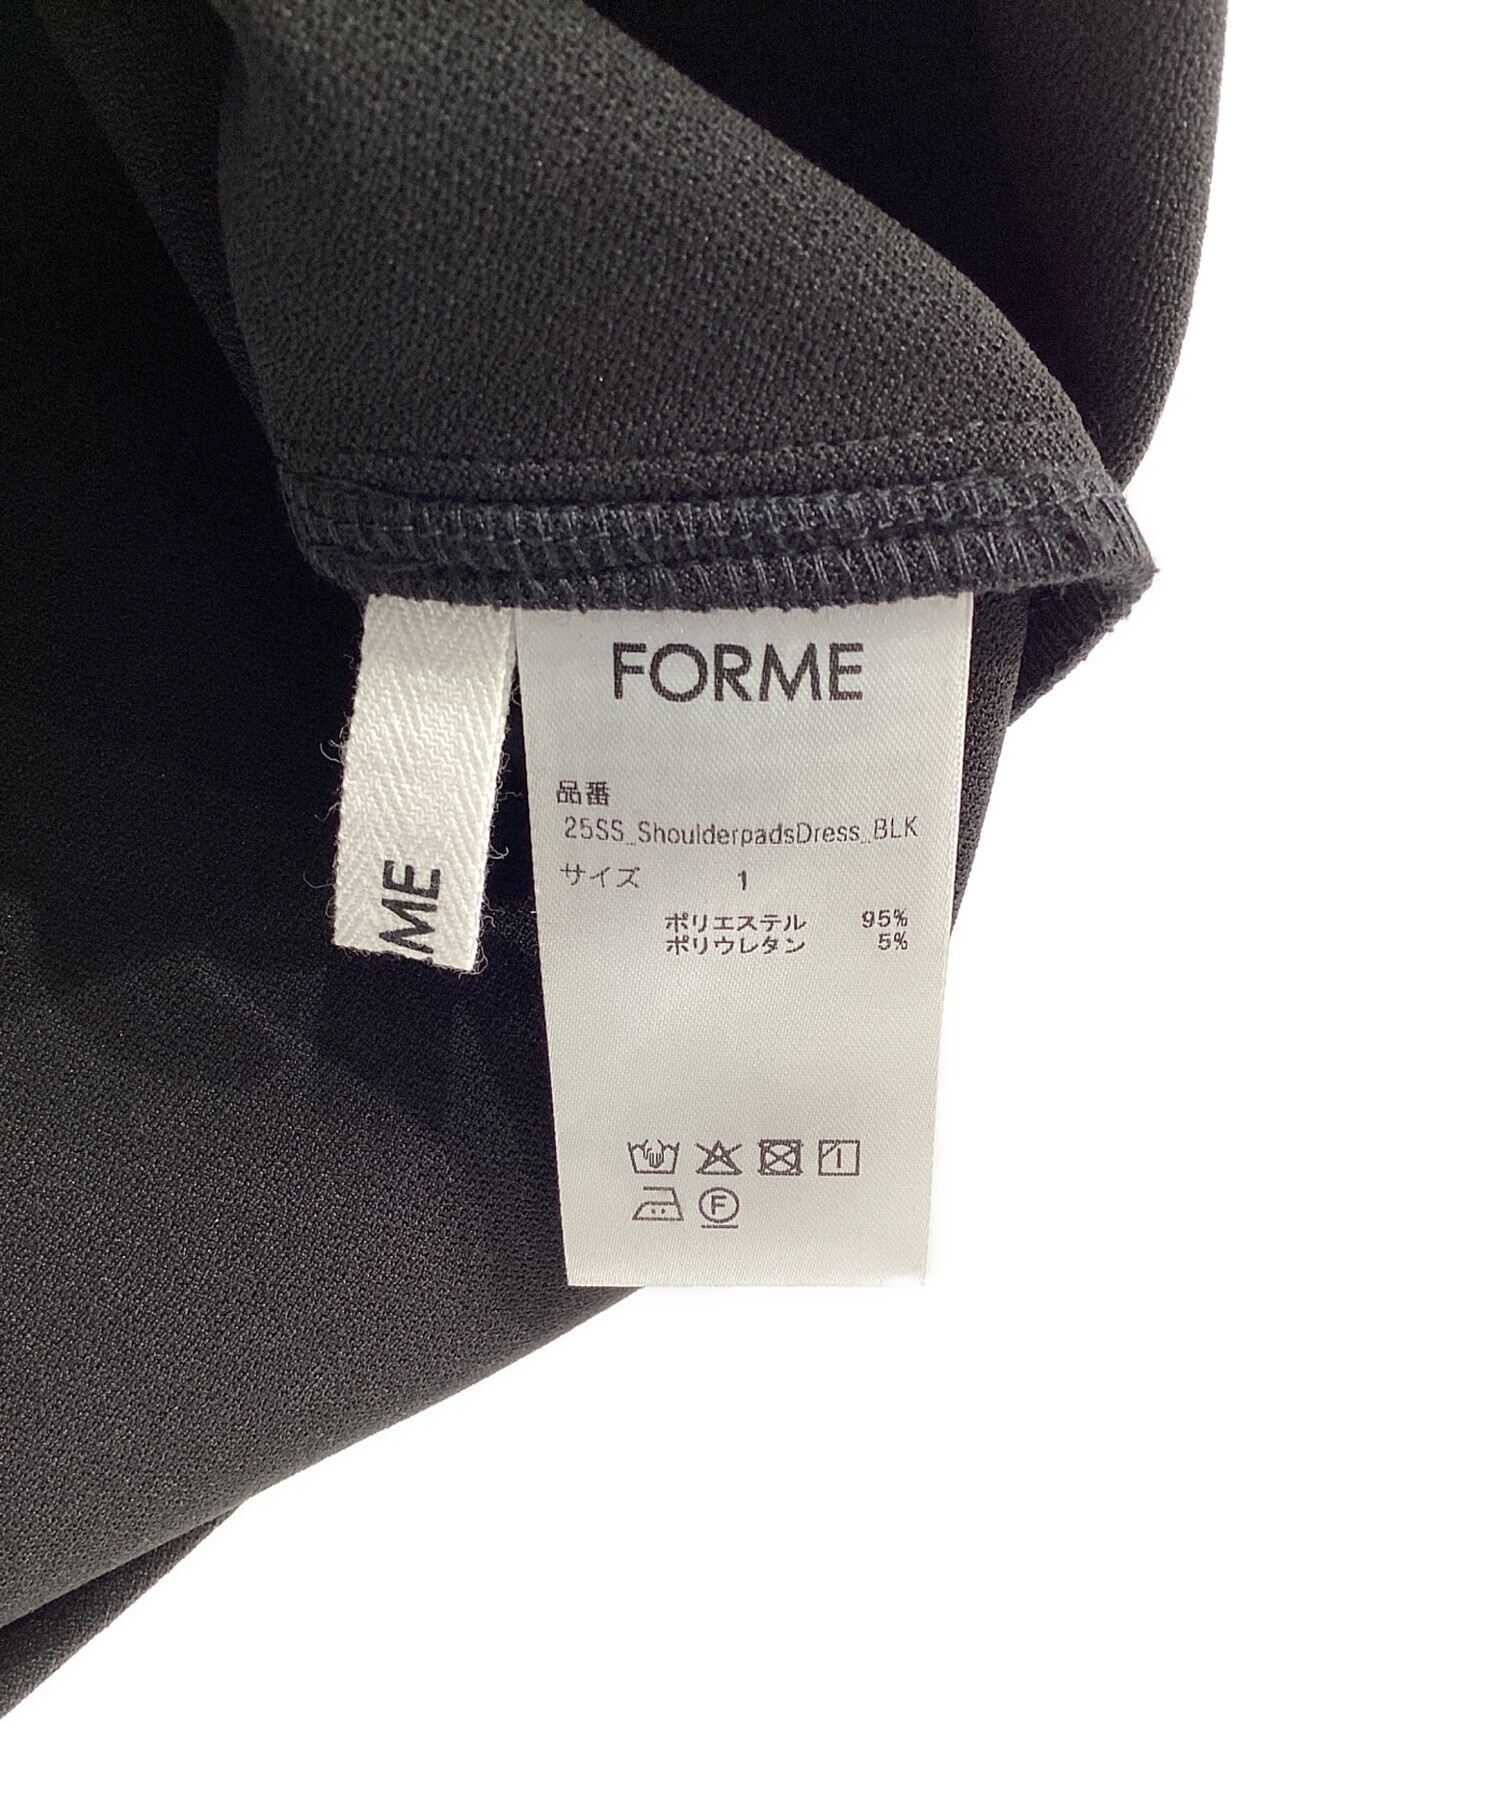 FORME
品番
25SS_ShoulderpadsDress_BLK
サイズ 1
ポリエステル 95%
ポリウレタン 5%
F
ME